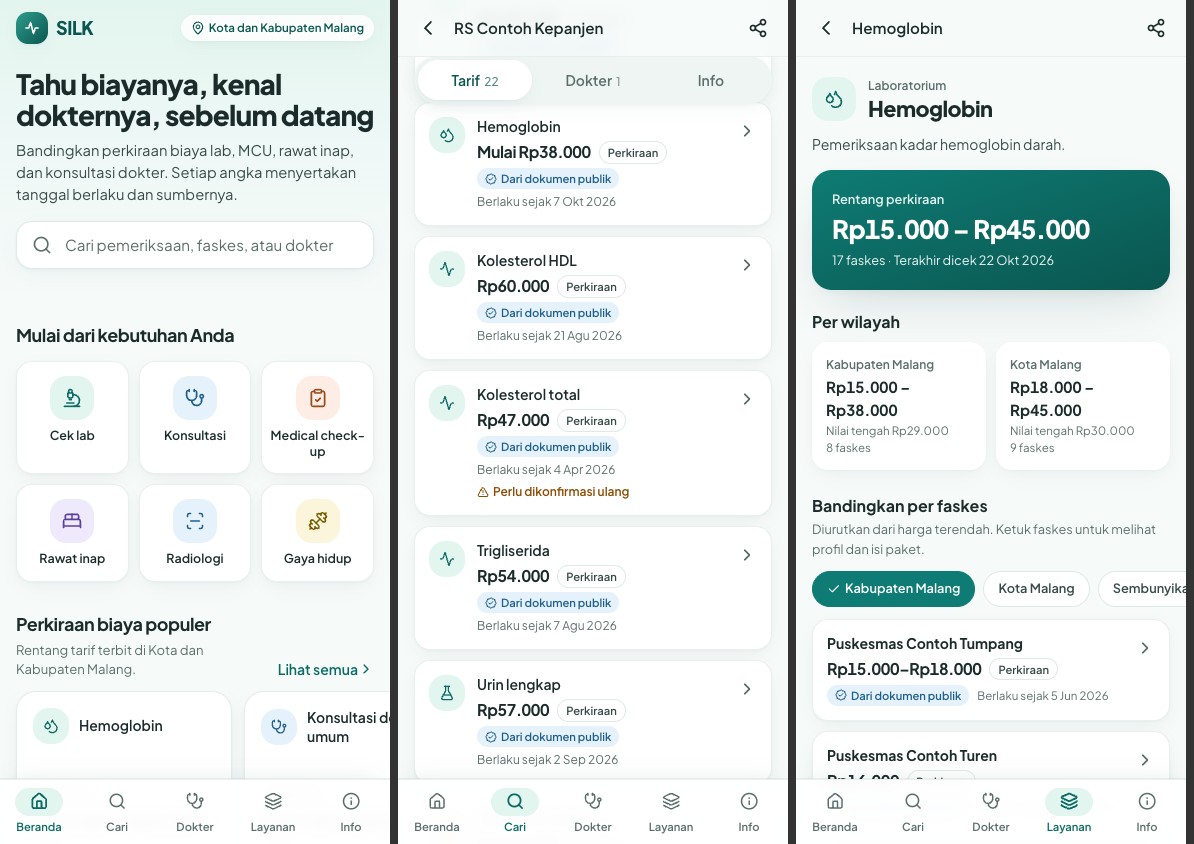 SILK
Kota dan Kabupaten Malang
Tahu biayanya, kenal
dokternya, sebelum datang
Bandingkan perkiraan biaya lab, MCU, rawat inap,
dan konsultasi dokter. Setiap angka menyertakan
tanggal berlaku dan sumbernya.
Cari pemeriksaan, faskes, atau dokter
Mulai dari kebutuhan Anda
Cek lab
Konsultasi
Medical check-
up
Rawat inap
Radiologi
Gaya hidup
Perkiraan biaya populer
Rentang tarif terbit di Kota dan
Kabupaten Malang.
Lihat semua
Hemoglobin
Konsultasi
umum
Beranda
Cari
Dokter
Layanan
Info
RS Contoh Kepanjen
Tarif 22
Dokter 1
Info
Hemoglobin
Mulai Rp38.000 Perkiraan
Dari dokumen publik
Berlaku sejak 7 Okt 2026
Kolesterol HDL
Rp60.000 Perkiraan
Dari dokumen publik
Berlaku sejak 21 Agu 2026
Kolesterol total
Rp47.000 Perkiraan
Dari dokumen publik
Berlaku sejak 4 Apr 2026
Perlu dikonfirmasi ulang
Trigliserida
Rp54.000 Perkiraan
Dari dokumen publik
Berlaku sejak 7 Agu 2026
Urin lengkap
Rp57.000 Perkiraan
Dari dokumen publik
Berlaku sejak 2 Sep 2026
Beranda
Cari
Dokter
Layanan
Info
Hemoglobin
Laboratorium
Hemoglobin
Pemeriksaan kadar hemoglobin darah.
Rentang perkiraan
Rp15.000 – Rp45.000
17 faskes · Terakhir dicek 22 Okt 2026
Per wilayah
Kabupaten Malang
Rp15.000 –
Rp38.000
Nilai tengah Rp29.000
8 faskes
Kota Malang
Rp18.000 –
Rp45.000
Nilai tengah Rp30.000
9 faskes
Bandingkan per faskes
Diurutkan dari harga terendah. Ketuk faskes untuk melihat
profil dan isi paket.
Kabupaten Malang
Kota Malang
Puskesmas Contoh Tumpang
Rp15.000–Rp18.000 Perkiraan
Dari dokumen publik Berlaku sejak 5 Jun 2026
Puskesmas Contoh Turen
Beranda
Cari
Dokter
Layanan
Info